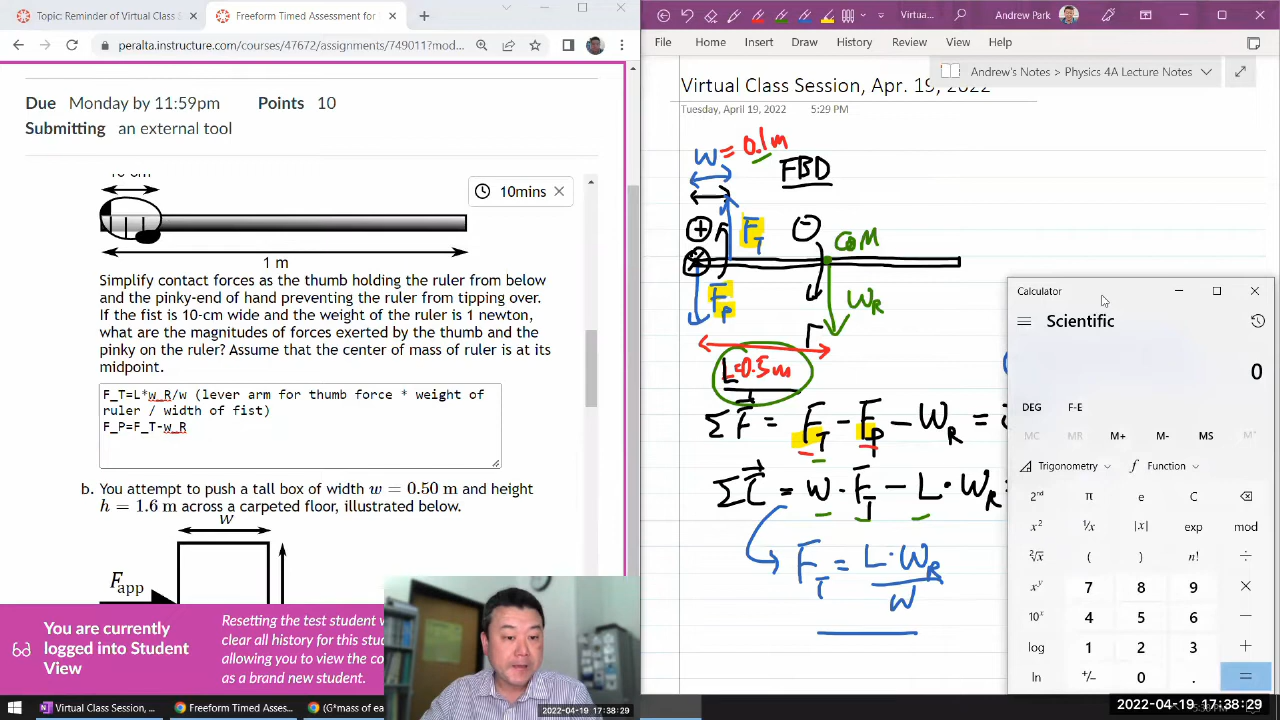 Topic: Reminder of Virtual Class S
Freeform Timed Assessment for
peralta.instructure.com/courses/47672/assignments/749011?mod...
Due Monday by 11:59pm Points 10
Submitting an external tool
10mins
1 m
Simplify contact forces as the thumb holding the ruler from below
and the pinky-end of hand preventing the ruler from tipping over.
If the fist is 10-cm wide and the weight of the ruler is 1 newton,
what are the magnitudes of forces exerted by the thumb and the
pinky on the ruler? Assume that the center of mass of ruler is at its
midpoint.
F_T=L*w_R/w (lever arm for thumb force * weight of
ruler / width of fist)
F_P=F_T-w_R
b. You attempt to push a tall box of width w = 0.50 m and height
h = 1.6 m across a carpeted floor, illustrated below.
w
F_app
You are currently
logged into Student
View
Resetting the test student
clear all history for this stu
allowing you to view the co
as a brand new student.
Virtual Class Session, ...
Freeform Timed Asses...
(G*mass of ea
2022-04-19 17:38:29
Virtua...
Andrew Park
File Home Insert Draw History Review View Help
Virtual Class Session, Apr. 19, 2022
Andrew's Notes > Physics 4A Lecture Notes
Tuesday, April 19, 2022 5:29 PM
w = 0.1m
FBD
+
F_T
−
COM
F_P
W_R
L=0.5m
ΣF = F_T − F_P − W_R =
Στ = w · F_T − L · W_R
F_T = L · W_R / w
Calculator
Scientific
0
DEG F-E
MC MR M+ M- MS M˅
Trigonometry Function
2ⁿᵈ π e C
x² ¹/x |x| exp mod
²√x ( ) n! ÷
xʸ 7 8 9 ×
10ˣ 4 5 6 −
log 1 2 3 +
ln +/- 0 . =
2022-04-19 17:38:29